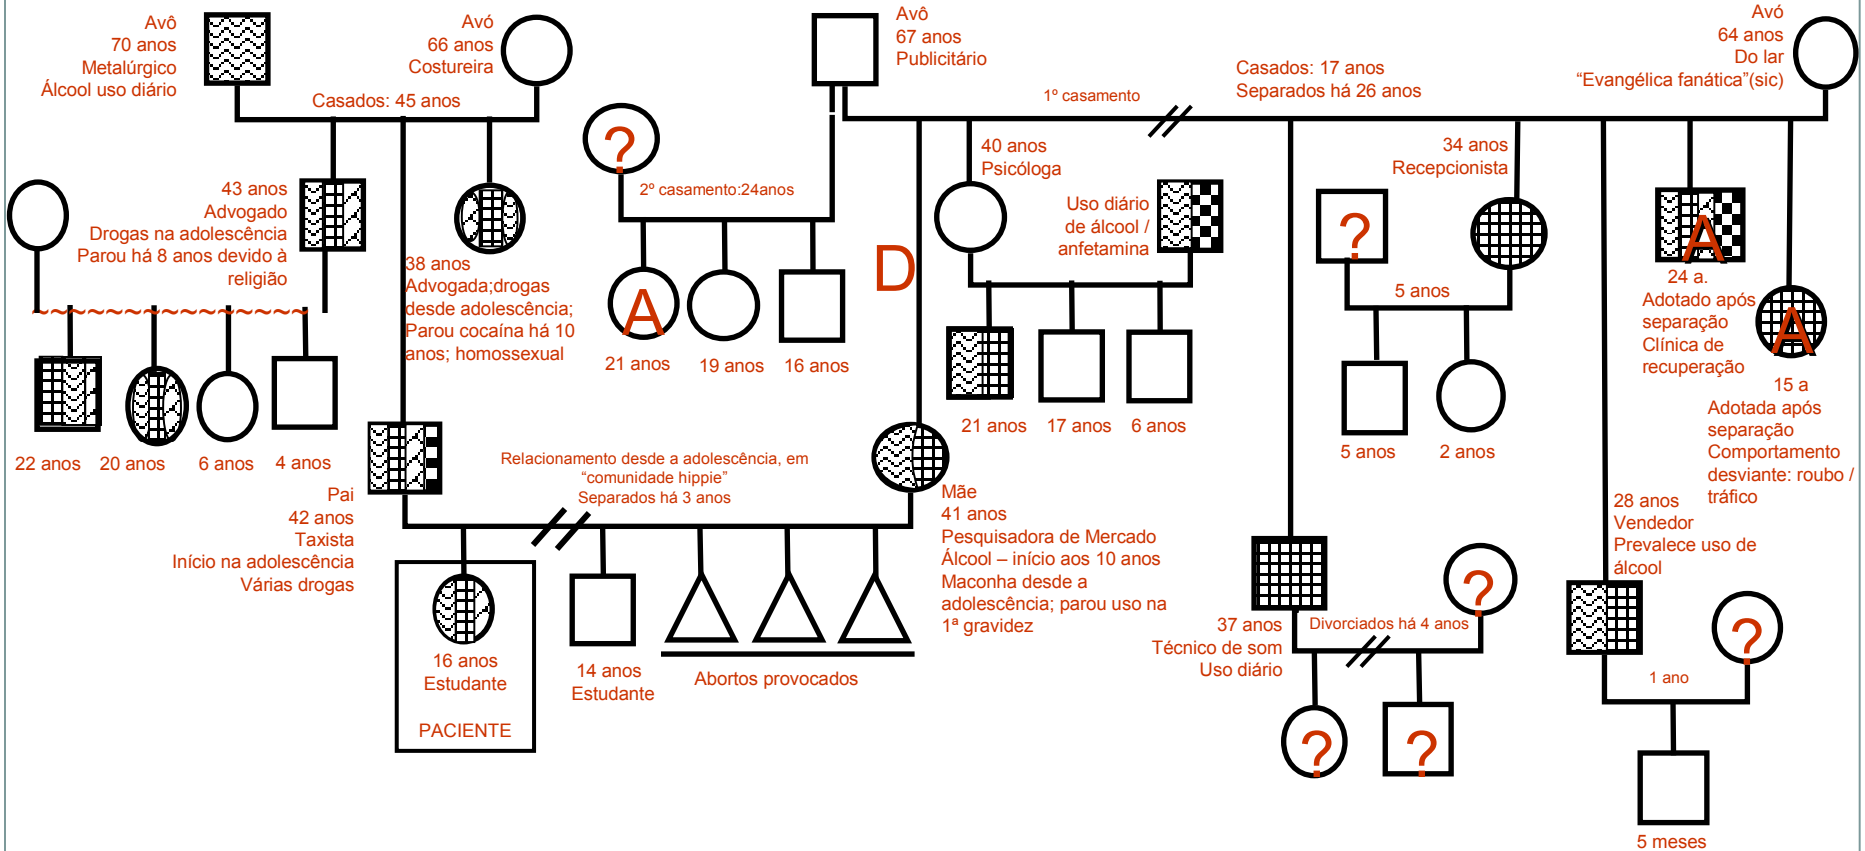 Avô
70 anos
Metalúrgico
Álcool uso diário
Avó
66 anos
Costureira
Casados: 45 anos
Avô
67 anos
Publicitário
1º casamento
Casados: 17 anos
Separados há 26 anos
Avó
64 anos
Do lar
“Evangélica fanática”(sic)
43 anos
Advogado
Drogas na adolescência
Parou há 8 anos devido à
religião
38 anos
Advogada;drogas
desde adolescência;
Parou cocaína há 10
anos; homossexual
?
2º casamento:24anos
A
21 anos
19 anos
16 anos
D
40 anos
Psicóloga
Uso diário
de álcool /
anfetamina
21 anos
17 anos
6 anos
34 anos
Recepcionista
?
5 anos
5 anos
2 anos
A
24 a.
Adotado após
separação
Clínica de
recuperação
A
15 a
Adotada após
separação
Comportamento
desviante: roubo /
tráfico
22 anos
20 anos
6 anos
4 anos
Pai
42 anos
Taxista
Início na adolescência
Várias drogas
Relacionamento desde a adolescência, em
“comunidade hippie”
Separados há 3 anos
Mãe
41 anos
Pesquisadora de Mercado
Álcool – início aos 10 anos
Maconha desde a
adolescência; parou uso na
1ª gravidez
16 anos
Estudante
PACIENTE
14 anos
Estudante
Abortos provocados
37 anos
Técnico de som
Uso diário
Divorciados há 4 anos
?
?
?
28 anos
Vendedor
Prevalece uso de
álcool
?
1 ano
5 meses